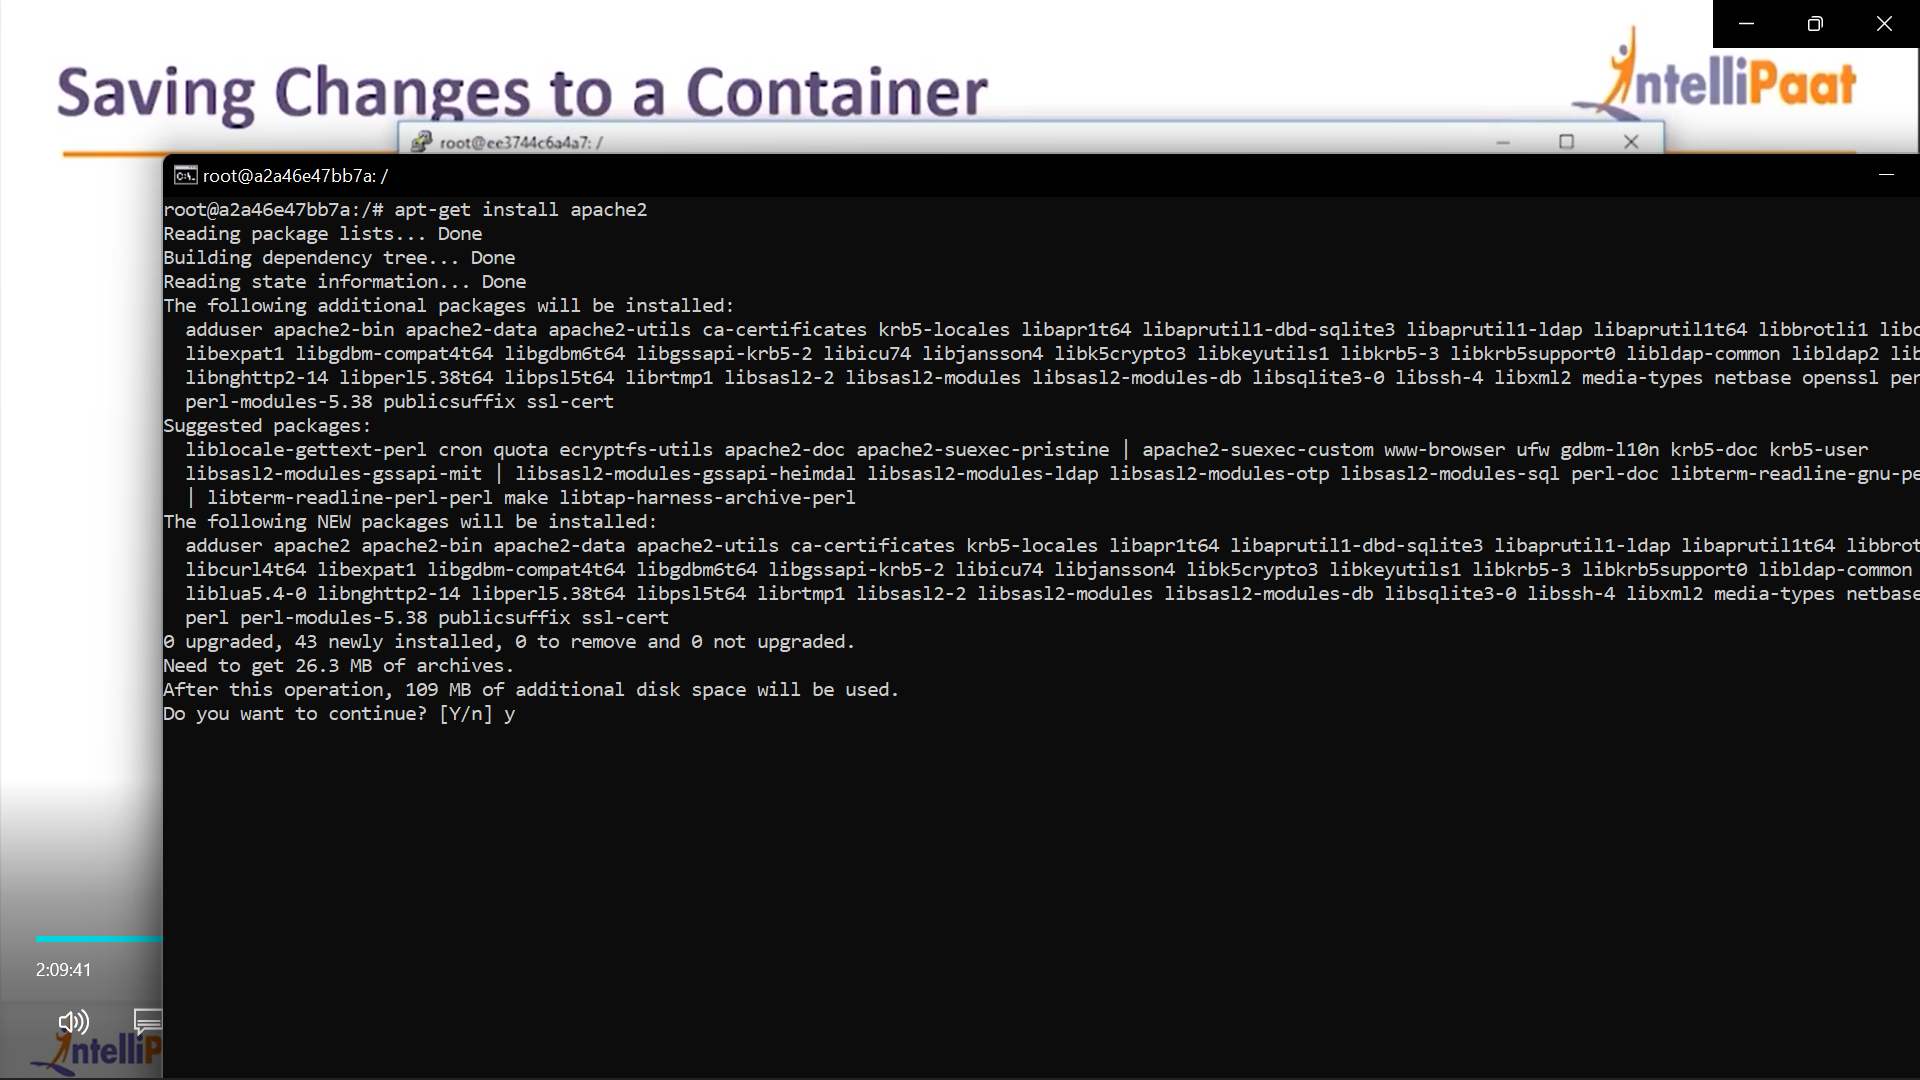 Saving Changes to a Container
IntelliPaat
root@ee3744c6a4a7: /
root@a2a46e47bb7a: /
root@a2a46e47bb7a:/# apt-get install apache2
Reading package lists... Done
Building dependency tree... Done
Reading state information... Done
The following additional packages will be installed:
adduser apache2-bin apache2-data apache2-utils ca-certificates krb5-locales libapr1t64 libaprutil1-dbd-sqlite3 libaprutil1-ldap libaprutil1t64 libbrotli1 libc
libexpat1 libgdbm-compat4t64 libgdbm6t64 libgssapi-krb5-2 libicu74 libjansson4 libk5crypto3 libkeyutils1 libkrb5-3 libkrb5support0 libldap-common libldap2 lib
libnghttp2-14 libperl5.38t64 libpsl5t64 librtmp1 libsasl2-2 libsasl2-modules libsasl2-modules-db libsqlite3-0 libssh-4 libxml2 media-types netbase openssl per
perl-modules-5.38 publicsuffix ssl-cert
Suggested packages:
liblocale-gettext-perl cron quota ecryptfs-utils apache2-doc apache2-suexec-pristine | apache2-suexec-custom www-browser ufw gdbm-l10n krb5-doc krb5-user
libsasl2-modules-gssapi-mit | libsasl2-modules-gssapi-heimdal libsasl2-modules-ldap libsasl2-modules-otp libsasl2-modules-sql perl-doc libterm-readline-gnu-pe
| libterm-readline-perl-perl make libtap-harness-archive-perl
The following NEW packages will be installed:
adduser apache2 apache2-bin apache2-data apache2-utils ca-certificates krb5-locales libapr1t64 libaprutil1-dbd-sqlite3 libaprutil1-ldap libaprutil1t64 libbrot
libcurl4t64 libexpat1 libgdbm-compat4t64 libgdbm6t64 libgssapi-krb5-2 libicu74 libjansson4 libk5crypto3 libkeyutils1 libkrb5-3 libkrb5support0 libldap-common
liblua5.4-0 libnghttp2-14 libperl5.38t64 libpsl5t64 librtmp1 libsasl2-2 libsasl2-modules libsasl2-modules-db libsqlite3-0 libssh-4 libxml2 media-types netbase
perl perl-modules-5.38 publicsuffix ssl-cert
0 upgraded, 43 newly installed, 0 to remove and 0 not upgraded.
Need to get 26.3 MB of archives.
After this operation, 109 MB of additional disk space will be used.
Do you want to continue? [Y/n] y
2:09:41
IntelliP